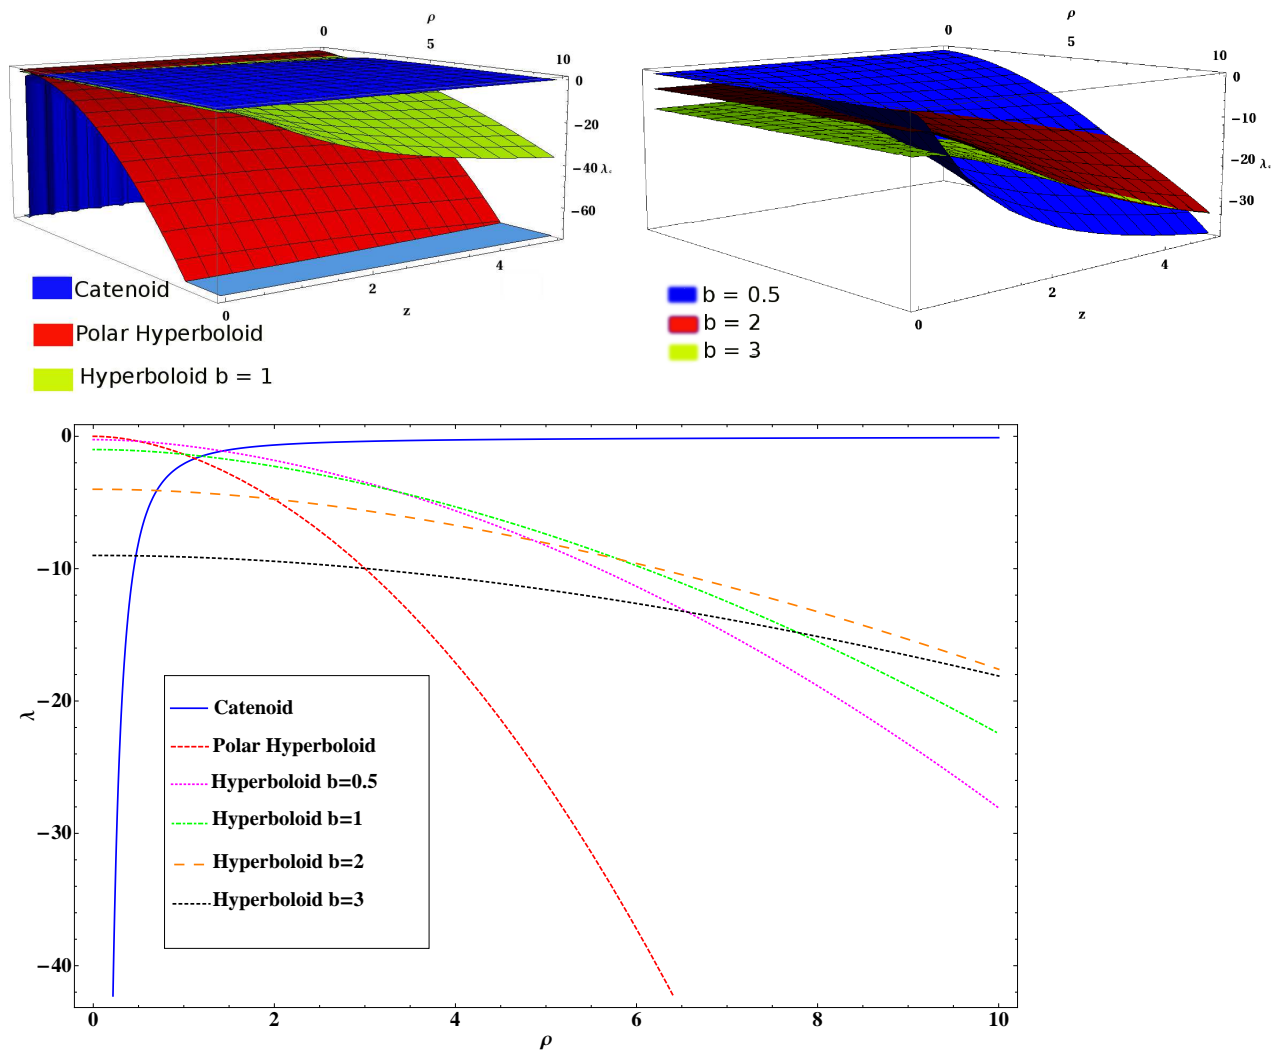 ρ
0
5
10
0
−20
−40 λ
−60
4
2
0
z
Catenoid
Polar Hyperboloid
Hyperboloid b = 1
ρ
0
5
10
0
−10
−20
λ
−30
4
2
0
z
b = 0.5
b = 2
b = 3
0
−10
−20
−30
−40
λ
Catenoid
Polar Hyperboloid
Hyperboloid b=0.5
Hyperboloid b=1
Hyperboloid b=2
Hyperboloid b=3
0 2 4 6 8 10
ρ